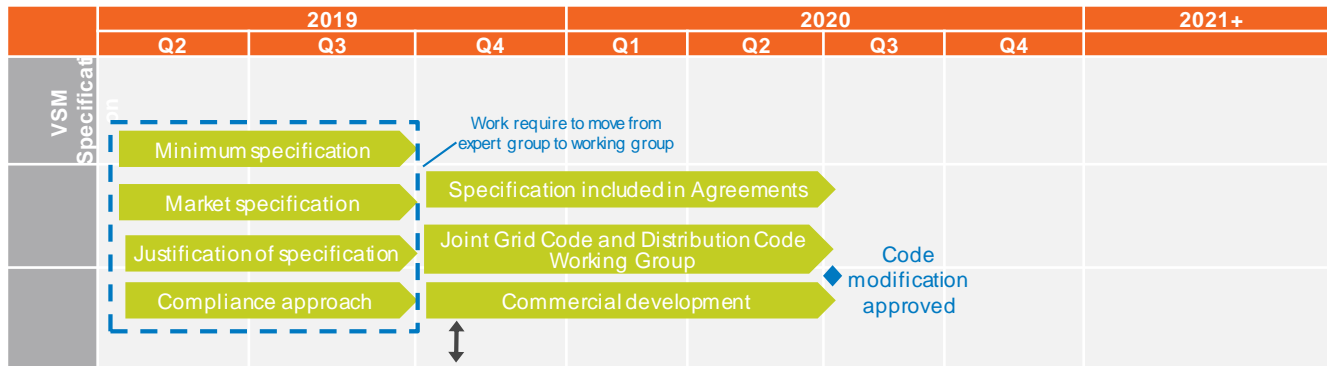 2019
2020
2021+
Q2
Q3
Q4
Q1
Q2
Q3
Q4
VSM
Specificati
on
Work require to move from
expert group to working group
Minimum specification
Market specification
Justification of specification
Compliance approach
Specification included in Agreements
Joint Grid Code and Distribution Code
Working Group
Commercial development
Code
modification
approved